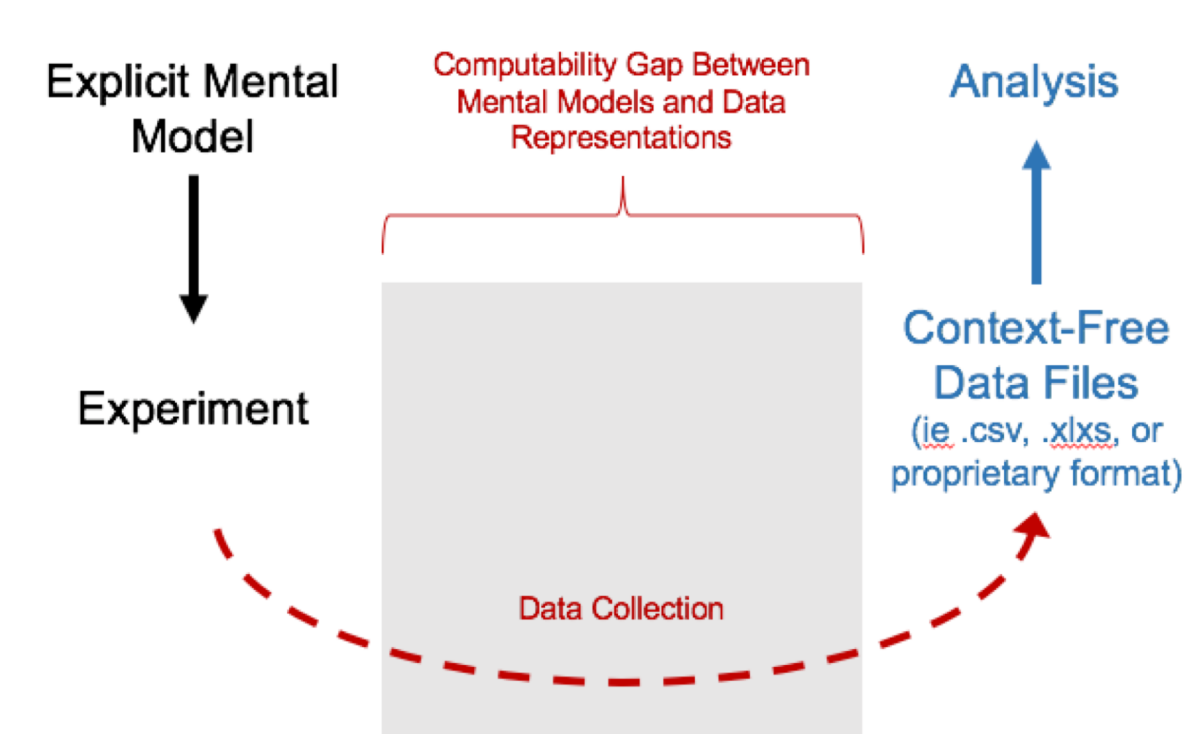 Explicit Mental
Model
Experiment
Computability Gap Between
Mental Models and Data
Representations
Data Collection
Analysis
Context-Free
Data Files
(ie .csv, .xlxs, or
proprietary format)